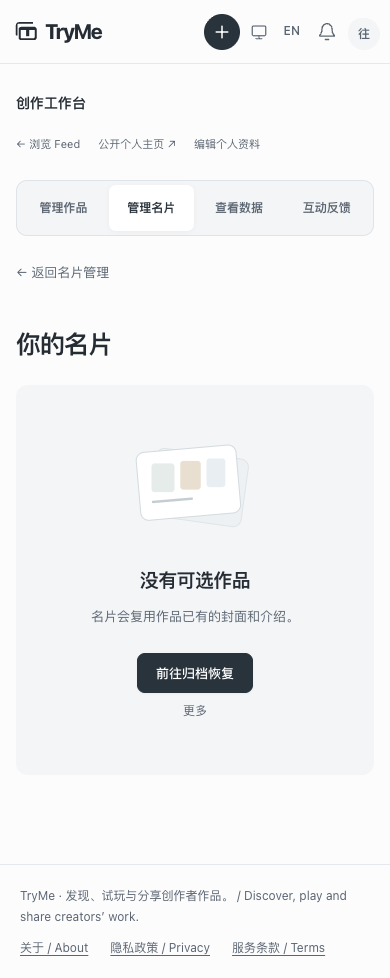 TryMe
EN
往
创作工作台
← 浏览 Feed 公开个人主页 ↗ 编辑个人资料
管理作品 管理名片 查看数据 互动反馈
← 返回名片管理
你的名片
没有可选作品
名片会复用作品已有的封面和介绍。
前往归档恢复
更多
TryMe · 发现、试玩与分享创作者作品。 / Discover, play and
share creators’ work.
关于 / About 隐私政策 / Privacy 服务条款 / Terms